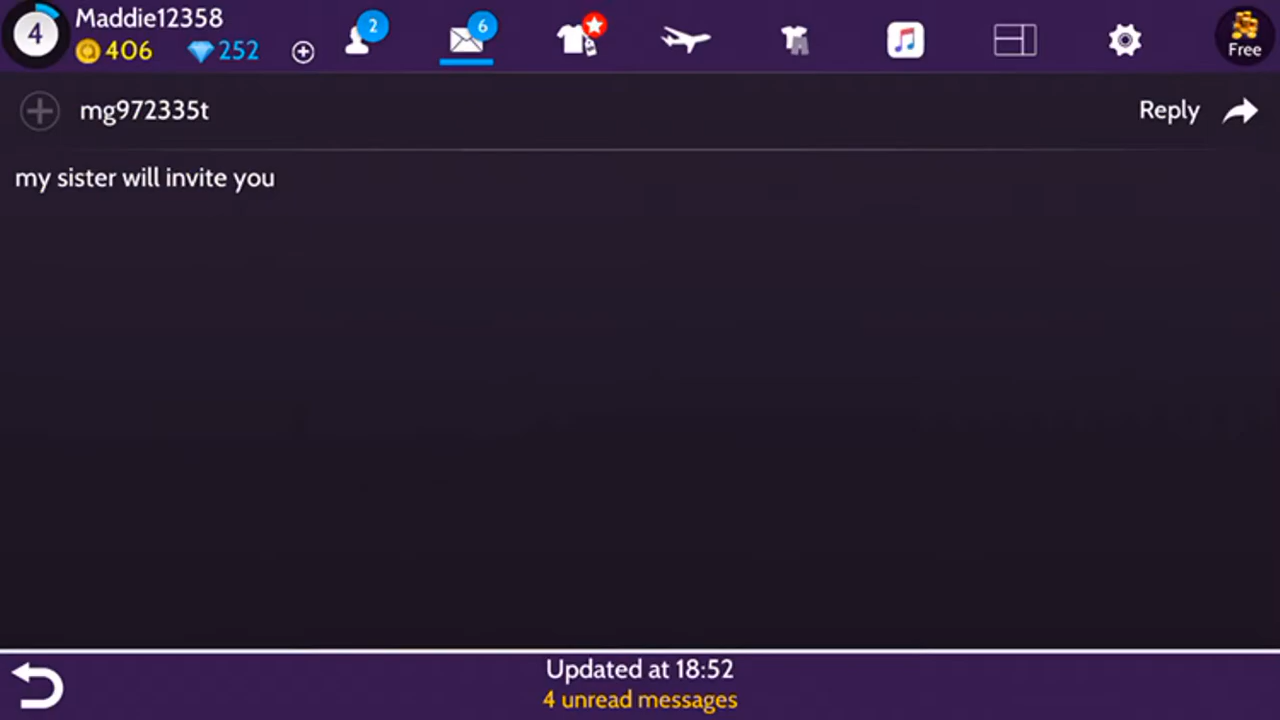 4
Maddie12358
406
252
2
6
Free
mg972335t
Reply
my sister will invite you
Updated at 18:52
4 unread messages